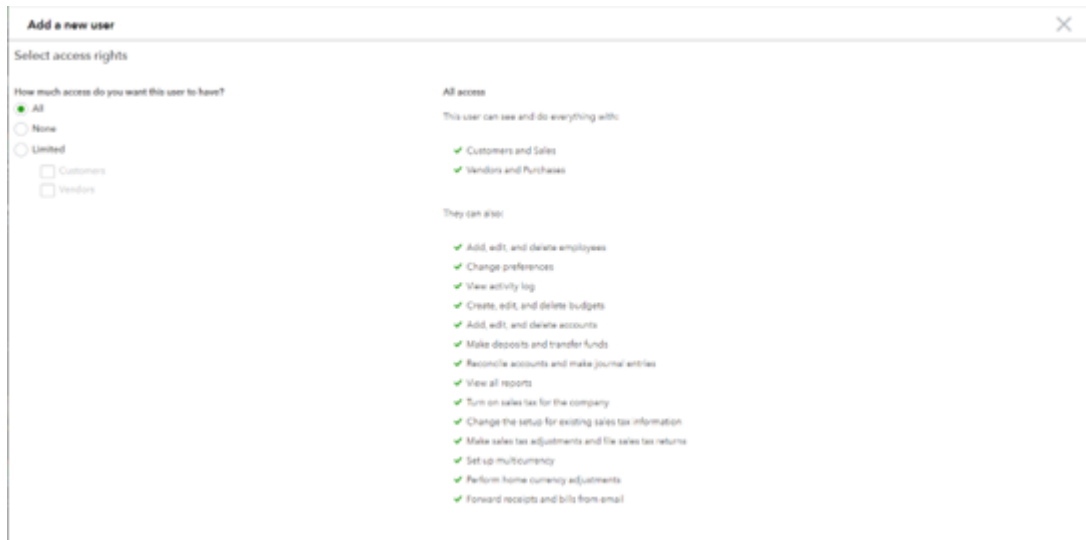 Add a new user
Select access rights
How much access do you want this user to have?
All
None
Limited
Customers
Vendors
All access
This user can see and do everything with:
Customers and Sales
Vendors and Purchases
They can also:
Add, edit, and delete employees
Change preferences
View activity log
Create, edit, and delete budgets
Add, edit, and delete accounts
Make deposits and transfer funds
Reconcile accounts and make journal entries
View all reports
Turn on sales tax for the company
Change the setup for existing sales tax information
Make sales tax adjustments and file sales tax returns
Set up multicurrency
Perform home currency adjustments
Forward receipts and bills from email